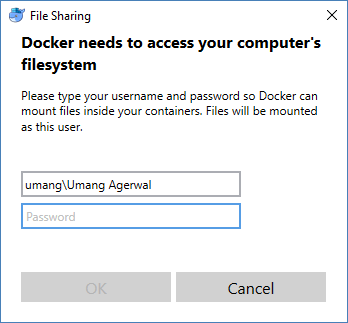 File Sharing
Docker needs to access your computer's
filesystem
Please type your username and password so Docker can
mount files inside your containers. Files will be mounted
as this user.
umang\Umang Agerwal
Password
OK
Cancel